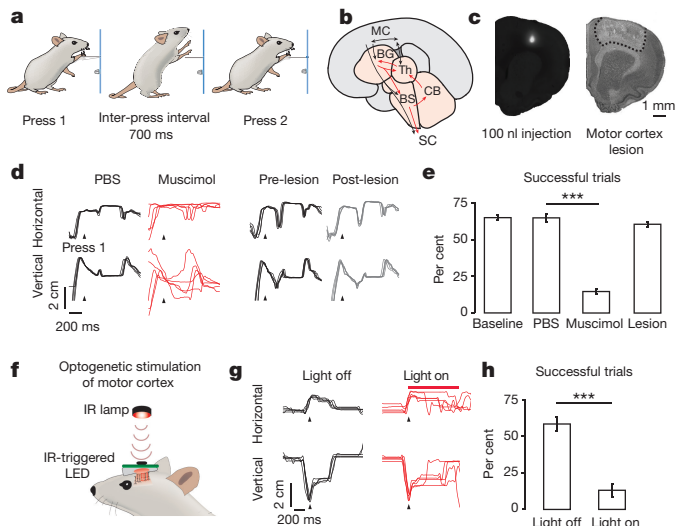 a
Press 1
Inter-press interval
700 ms
Press 2
b
MC
BG
Th
BS
CB
SC
c
100 nl injection
1 mm
Motor cortex
lesion
d
PBS
Muscimol
Pre-lesion
Post-lesion
Horizontal
Press 1
Vertical
2 cm
200 ms
e
Successful trials
***
Per cent
75
50
25
0
Baseline
PBS
Muscimol
Lesion
f
Optogenetic stimulation
of motor cortex
IR lamp
IR-triggered
LED
g
Light off
Light on
Horizontal
Vertical
2 cm
200 ms
h
Successful trials
***
Per cent
75
50
25
0
Light off
Light on